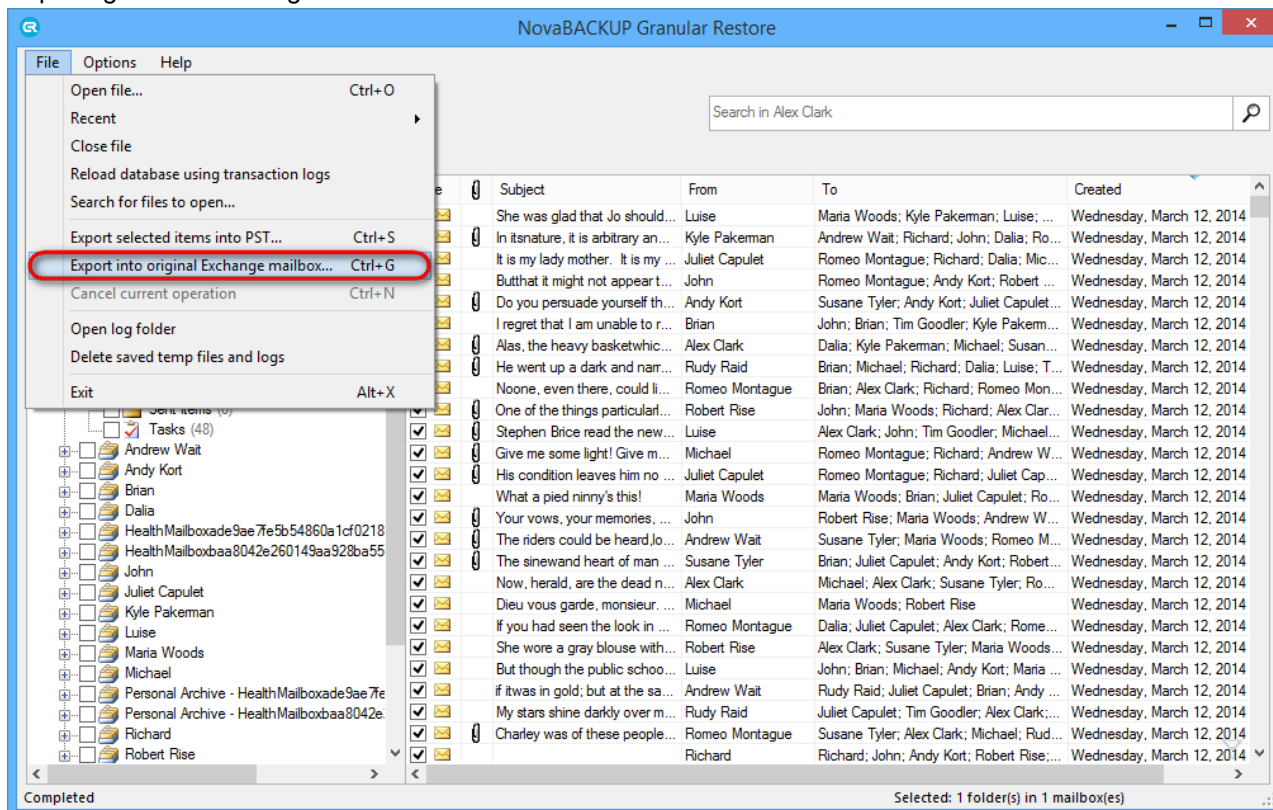 NovaBACKUP Granular Restore
File Options Help
Open file... Ctrl+O
Recent
Close file
Reload database using transaction logs
Search for files to open...
Export selected items into PST... Ctrl+S
Export into original Exchange mailbox... Ctrl+G
Cancel current operation Ctrl+N
Open log folder
Delete saved temp files and logs
Exit Alt+X
Search in Alex Clark
e Subject From To Created
She was glad that Jo should... Luise Maria Woods; Kyle Pakerman; Luise; ... Wednesday, March 12, 2014
In itsnature, it is arbitrary an... Kyle Pakerman Andrew Wait; Richard; John; Dalia; Ro... Wednesday, March 12, 2014
It is my lady mother. It is my ... Juliet Capulet Romeo Montague; Richard; Dalia; Mic... Wednesday, March 12, 2014
Butthat it might not appear t... John Romeo Montague; Andy Kort; Robert ... Wednesday, March 12, 2014
Do you persuade yourself th... Andy Kort Susane Tyler; Andy Kort; Juliet Capulet... Wednesday, March 12, 2014
I regret that I am unable to r... Brian John; Brian; Tim Goodler; Kyle Pakerm... Wednesday, March 12, 2014
Alas, the heavy basketwhic... Alex Clark Dalia; Kyle Pakerman; Michael; Susan... Wednesday, March 12, 2014
He went up a dark and narr... Rudy Raid Brian; Michael; Richard; Dalia; Luise; T... Wednesday, March 12, 2014
Noone, even there, could li... Romeo Montague Brian; Alex Clark; Richard; Romeo Mon... Wednesday, March 12, 2014
One of the things particularl... Robert Rise John; Maria Woods; Richard; Alex Clar... Wednesday, March 12, 2014
Stephen Brice read the new... Luise Alex Clark; John; Tim Goodler; Michael... Wednesday, March 12, 2014
Give me some light! Give m... Michael Romeo Montague; Richard; Andrew W... Wednesday, March 12, 2014
His condition leaves him no ... Juliet Capulet Romeo Montague; Richard; Juliet Cap... Wednesday, March 12, 2014
What a pied ninny's this! Maria Woods Maria Woods; Brian; Juliet Capulet; Ro... Wednesday, March 12, 2014
Your vows, your memories, ... John Robert Rise; Maria Woods; Andrew W... Wednesday, March 12, 2014
The riders could be heard,lo... Andrew Wait Susane Tyler; Maria Woods; Romeo M... Wednesday, March 12, 2014
The sinewand heart of man ... Susane Tyler Brian; Juliet Capulet; Andy Kort; Robert... Wednesday, March 12, 2014
Now, herald, are the dead n... Alex Clark Michael; Alex Clark; Susane Tyler; Ro... Wednesday, March 12, 2014
Dieu vous garde, monsieur. ... Michael Maria Woods; Robert Rise Wednesday, March 12, 2014
If you had seen the look in ... Romeo Montague Dalia; Juliet Capulet; Alex Clark; Rome... Wednesday, March 12, 2014
She wore a gray blouse with... Robert Rise Alex Clark; Susane Tyler; Maria Woods... Wednesday, March 12, 2014
But though the public schoo... Luise John; Brian; Michael; Andy Kort; Maria ... Wednesday, March 12, 2014
if itwas in gold; but at the sa... Andrew Wait Rudy Raid; Juliet Capulet; Brian; Andy ... Wednesday, March 12, 2014
My stars shine darkly over m... Rudy Raid Juliet Capulet; Tim Goodler; Alex Clark;... Wednesday, March 12, 2014
Charley was of these people... Romeo Montague Susane Tyler; Alex Clark; Michael; Rud... Wednesday, March 12, 2014
Richard Richard; John; Andy Kort; Robert Rise;... Wednesday, March 12, 2014
Tasks (48)
Andrew Wait
Andy Kort
Brian
Dalia
HealthMailboxade9ae7fe5b54860a1cf0218
HealthMailboxbaa8042e260149aa928ba55
John
Juliet Capulet
Kyle Pakerman
Luise
Maria Woods
Michael
Personal Archive - HealthMailboxade9ae7fe
Personal Archive - HealthMailboxbaa8042e
Richard
Robert Rise
Completed Selected: 1 folder(s) in 1 mailbox(es)